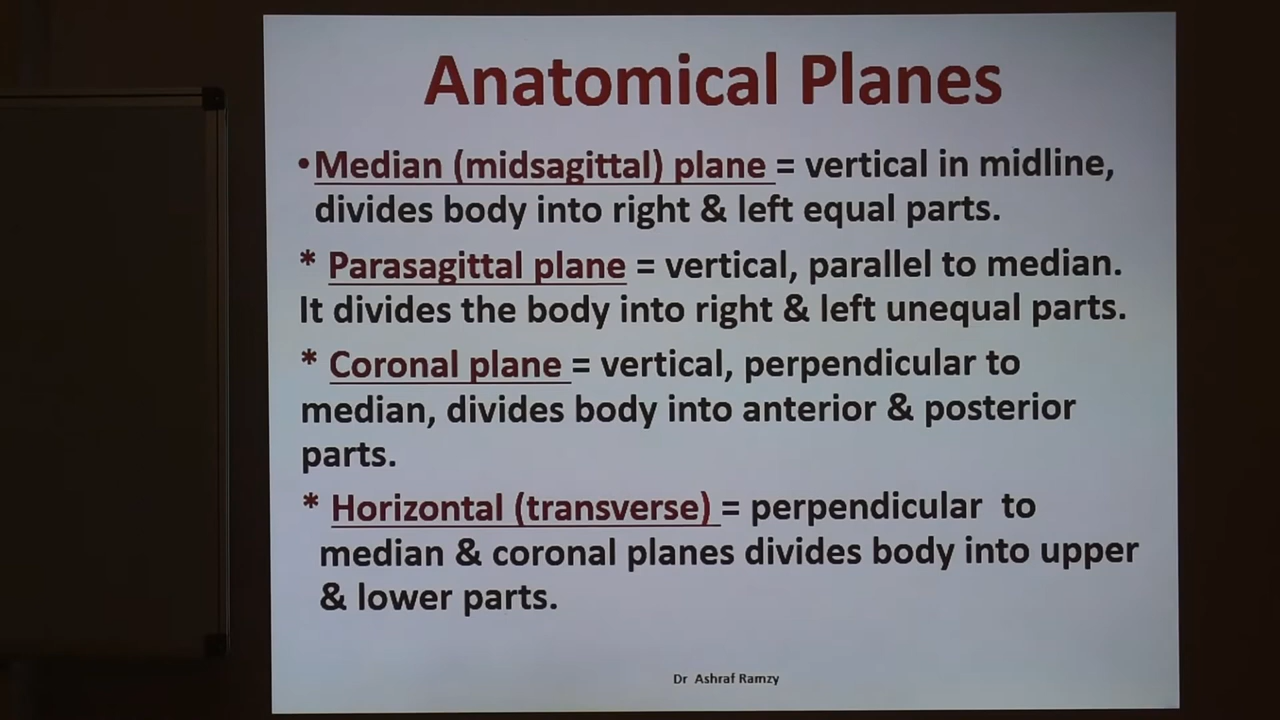 Anatomical Planes
•Median (midsagittal) plane = vertical in midline,
divides body into right & left equal parts.
* Parasagittal plane = vertical, parallel to median.
It divides the body into right & left unequal parts.
* Coronal plane = vertical, perpendicular to
median, divides body into anterior & posterior
parts.
* Horizontal (transverse) = perpendicular to
median & coronal planes divides body into upper
& lower parts.
Dr Ashraf Ramzy